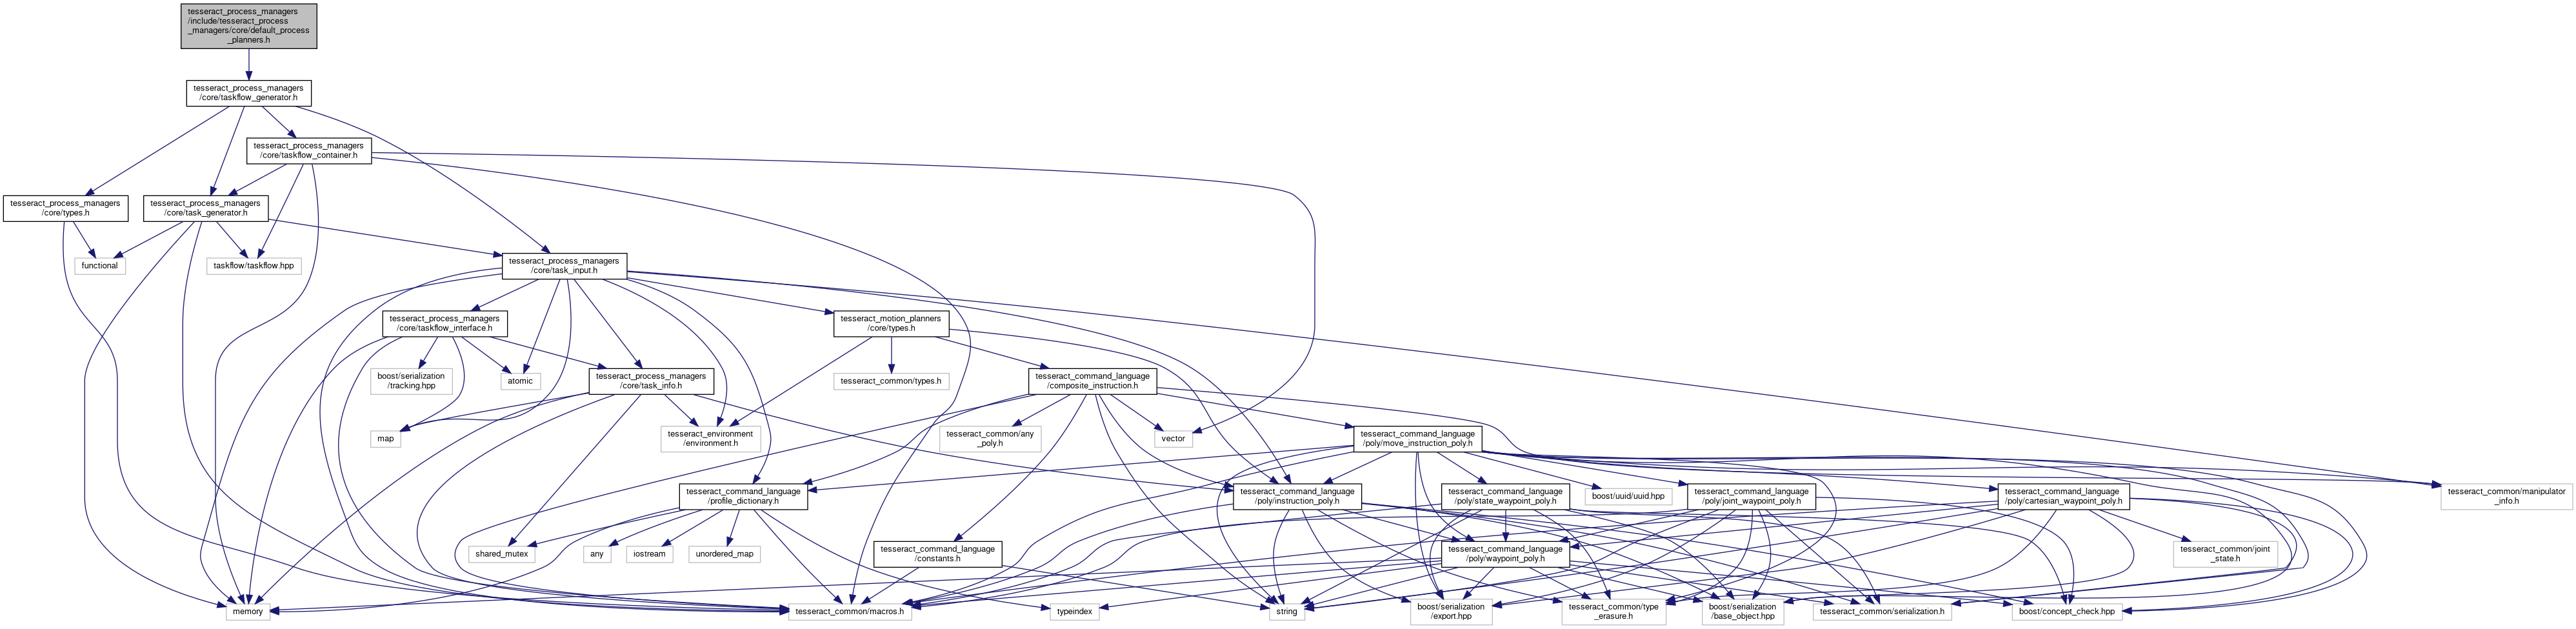 tesseract_process_managers
/include/tesseract_process
_managers/core/default_process
_planners.h
tesseract_process_managers
/core/taskflow_generator.h
tesseract_process_managers
/core/taskflow_container.h
tesseract_process_managers
/core/types.h
tesseract_process_managers
/core/task_generator.h
functional
taskflow/taskflow.hpp
tesseract_process_managers
/core/task_input.h
tesseract_process_managers
/core/taskflow_interface.h
tesseract_motion_planners
/core/types.h
boost/serialization
/tracking.hpp
atomic
tesseract_process_managers
/core/task_info.h
tesseract_common/types.h
tesseract_command_language
/composite_instruction.h
map
tesseract_environment
/environment.h
tesseract_common/any
_poly.h
vector
tesseract_command_language
/poly/move_instruction_poly.h
tesseract_command_language
/profile_dictionary.h
tesseract_command_language
/poly/instruction_poly.h
tesseract_command_language
/poly/state_waypoint_poly.h
boost/uuid/uuid.hpp
tesseract_command_language
/poly/joint_waypoint_poly.h
tesseract_command_language
/poly/cartesian_waypoint_poly.h
tesseract_common/manipulator
_info.h
shared_mutex
any
iostream
unordered_map
tesseract_command_language
/constants.h
tesseract_command_language
/poly/waypoint_poly.h
tesseract_common/joint
_state.h
memory
tesseract_common/macros.h
typeindex
string
boost/serialization
/export.hpp
tesseract_common/type
_erasure.h
boost/serialization
/base_object.hpp
tesseract_common/serialization.h
boost/concept_check.hpp